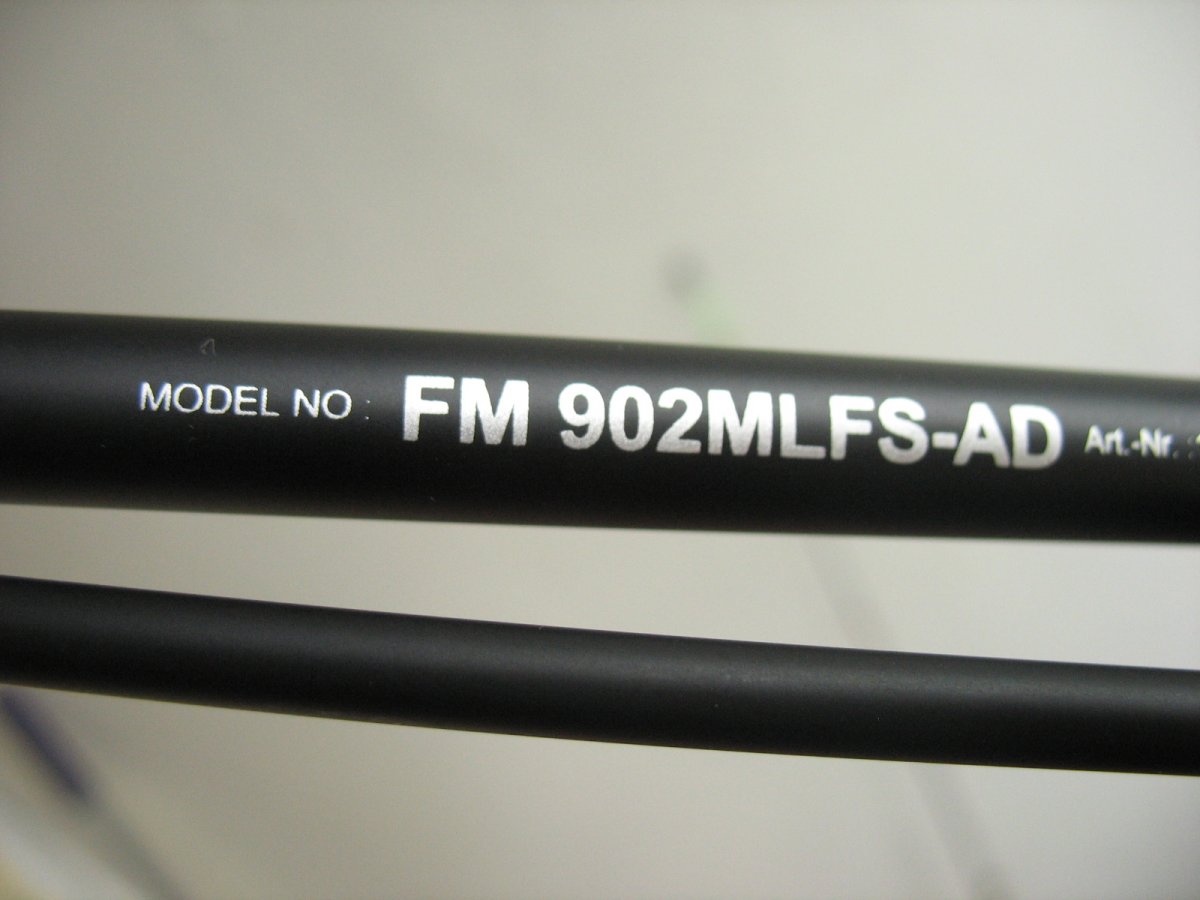 MODEL NO : FM 902MLFS-AD Art.-Nr. :